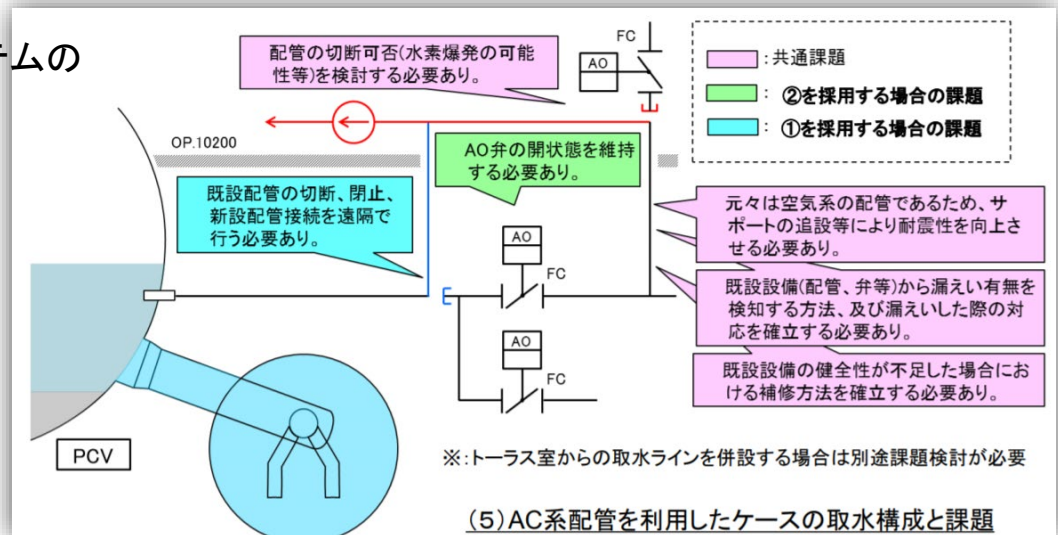 テムの
配管の切断可否(水素爆発の可能
性等)を検討する必要あり。
FC
AO
:共通課題
: ②を採用する場合の課題
: ①を採用する場合の課題
OP.10200
AO弁の開状態を維持
する必要あり。
既設配管の切断、閉止、
新設配管接続を遠隔で
行う必要あり。
元々は空気系の配管であるため、サ
ポートの追設等により耐震性を向上さ
せる必要あり。
AO
FC
既設設備(配管、弁等)から漏えい有無を
検知する方法、及び漏えいした際の対
応を確立する必要あり。
AO
FC
既設設備の健全性が不足した場合にお
ける補修方法を確立する必要あり。
PCV
※:トーラス室からの取水ラインを併設する場合は別途課題検討が必要
(5)AC系配管を利用したケースの取水構成と課題